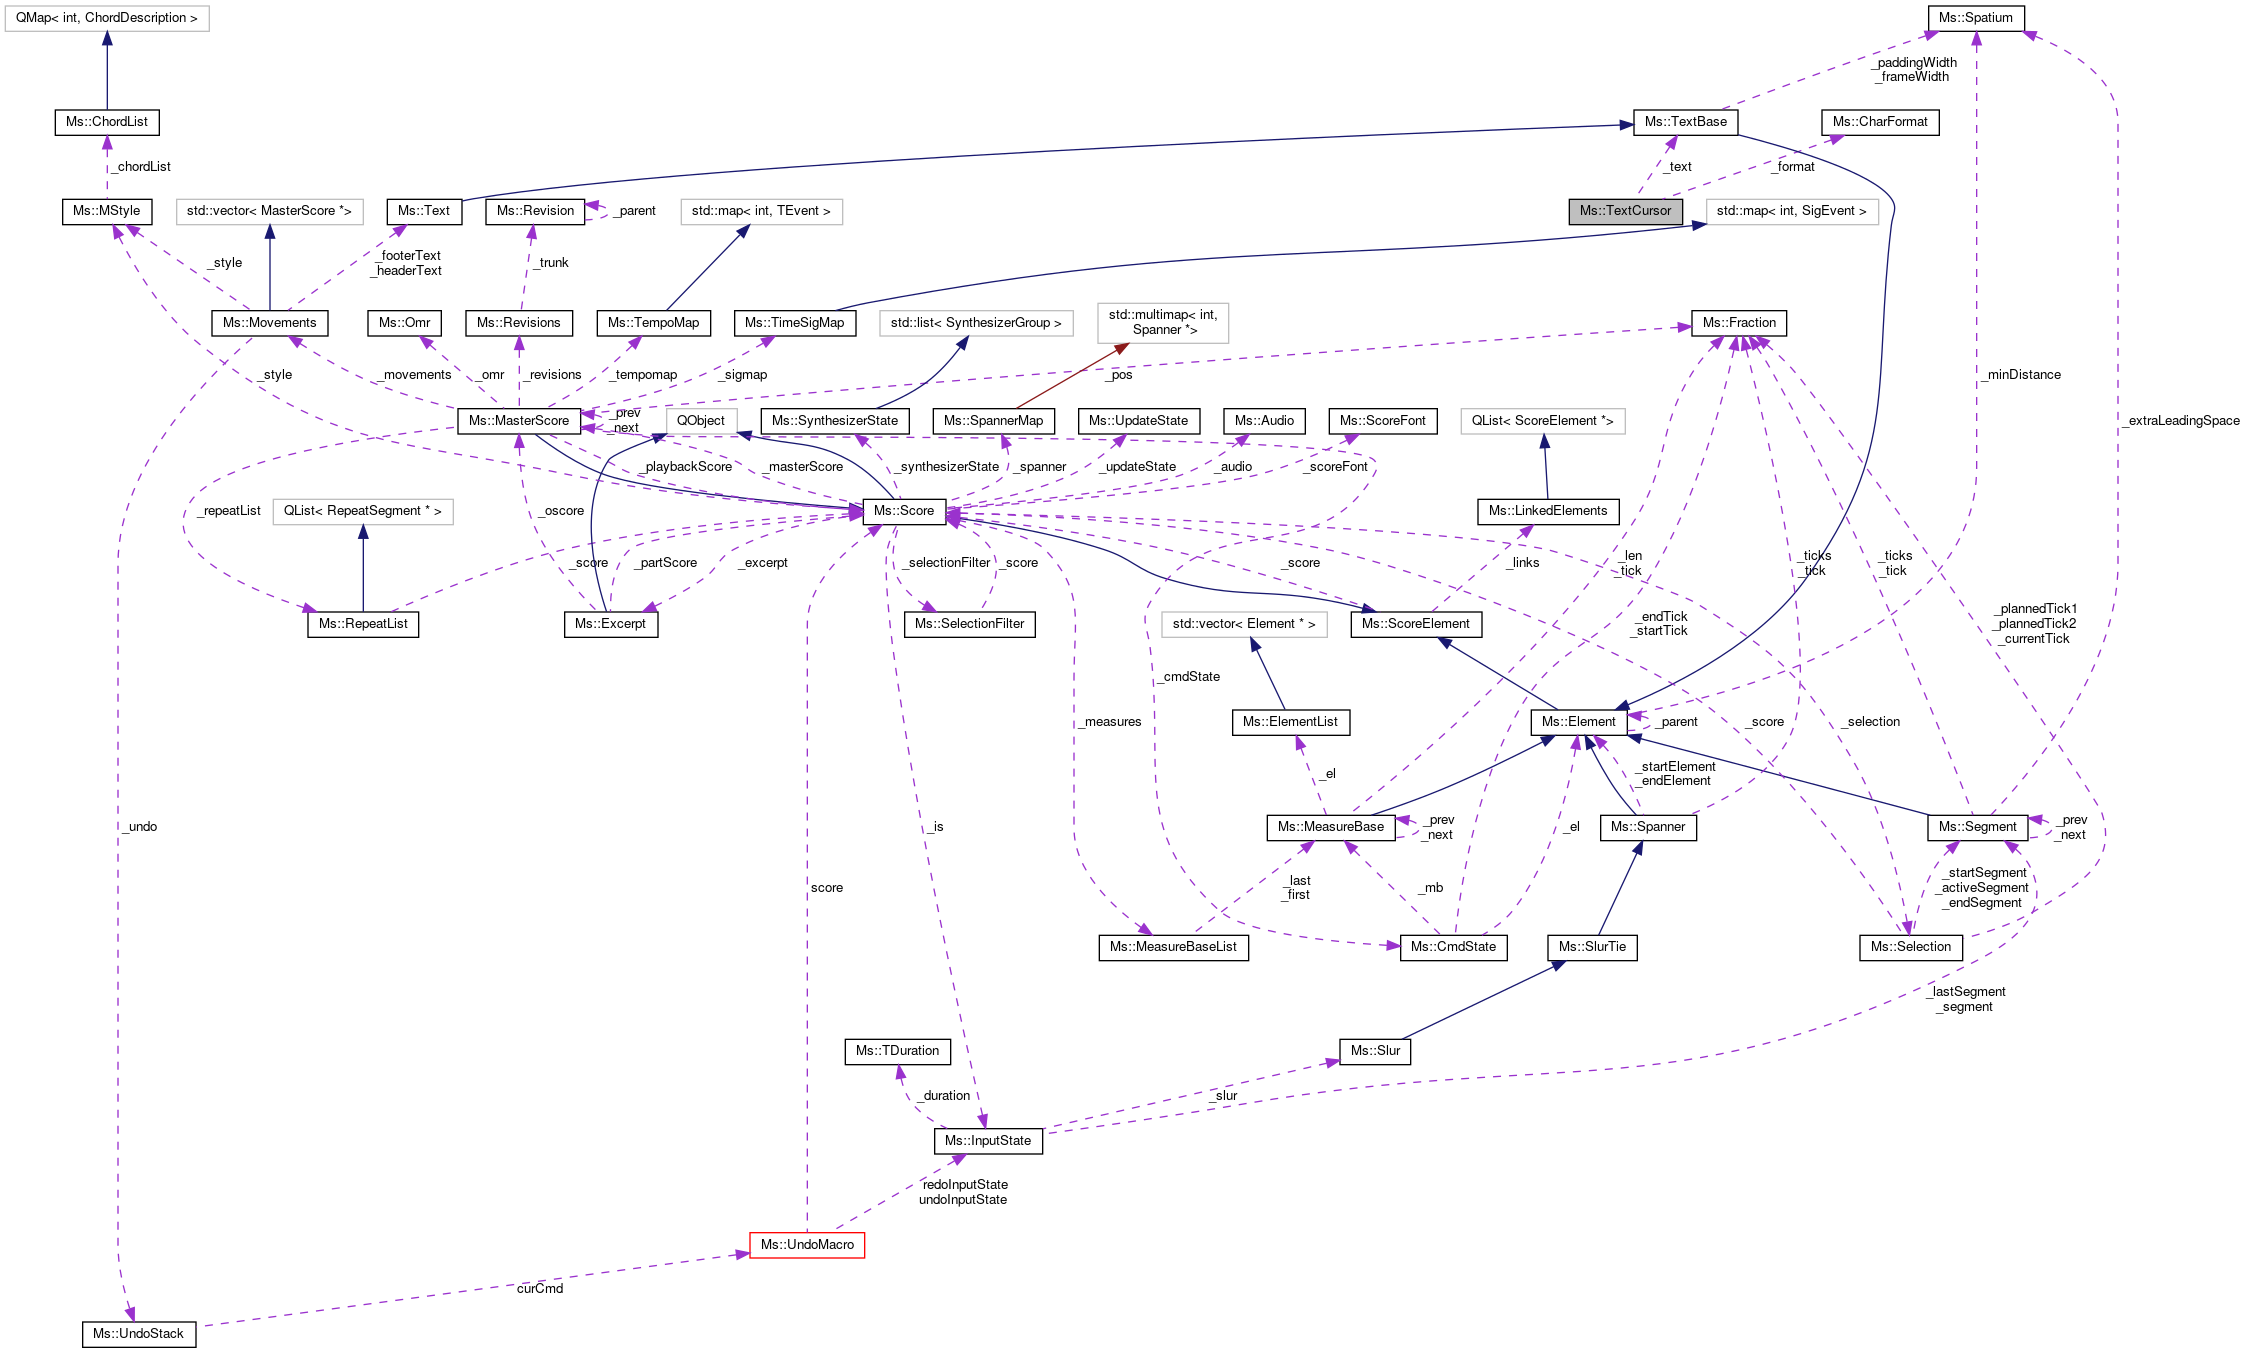 QMap< int, ChordDescription >
Ms::Spatium
_paddingWidth
_frameWidth
Ms::ChordList
Ms::TextBase
Ms::CharFormat
_chordList
_text
_format
Ms::MStyle
std::vector< MasterScore *>
Ms::Text
Ms::Revision
_parent
std::map< int, TEvent >
Ms::TextCursor
std::map< int, SigEvent >
_style
_footerText
_headerText
_trunk
Ms::Movements
Ms::Omr
Ms::Revisions
Ms::TempoMap
Ms::TimeSigMap
std::list< SynthesizerGroup >
std::multimap< int,
Spanner *>
Ms::Fraction
_style
_movements
_omr
_revisions
_tempomap
_sigmap
_pos
_minDistance
Ms::MasterScore
_prev
_next
QObject
Ms::SynthesizerState
Ms::SpannerMap
Ms::UpdateState
Ms::Audio
Ms::ScoreFont
QList< ScoreElement *>
_extraLeadingSpace
_playbackScore
_masterScore
_synthesizerState
_spanner
_updateState
_audio
_scoreFont
_repeatList
QList< RepeatSegment * >
_oscore
Ms::Score
Ms::LinkedElements
_score
_partScore
_excerpt
_selectionFilter
_score
_score
_links
_len
_tick
_ticks
_tick
_ticks
_tick
Ms::RepeatList
Ms::Excerpt
Ms::SelectionFilter
std::vector< Element * >
Ms::ScoreElement
_endTick
_startTick
_plannedTick1
_plannedTick2
_currentTick
_cmdState
_measures
Ms::ElementList
Ms::Element
_parent
_score
_selection
_el
_startElement
_endElement
_undo
_is
Ms::MeasureBase
_prev
_next
_el
Ms::Spanner
Ms::Segment
_prev
_next
score
_last
_first
_mb
_startSegment
_activeSegment
_endSegment
Ms::MeasureBaseList
Ms::CmdState
Ms::SlurTie
Ms::Selection
_lastSegment
_segment
Ms::TDuration
Ms::Slur
_duration
_slur
Ms::InputState
redoInputState
undoInputState
Ms::UndoMacro
curCmd
Ms::UndoStack